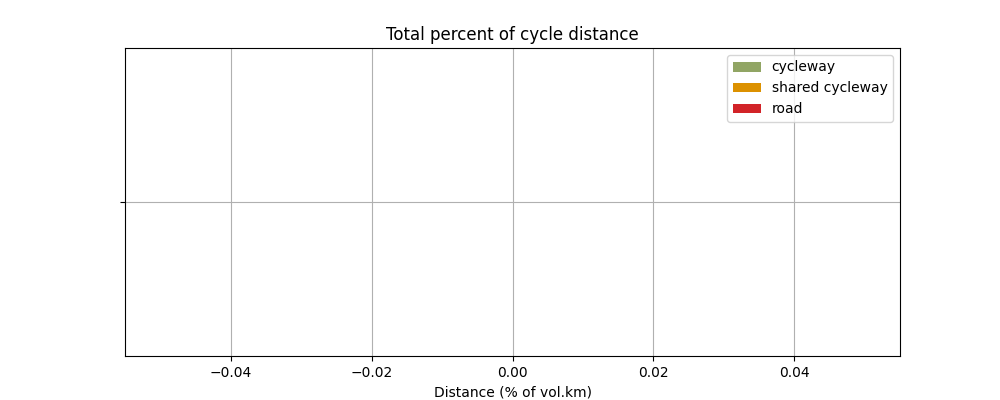 Total percent of cycle distance
cycleway
shared cycleway
road
−0.04
−0.02
0.00
0.02
0.04
Distance (% of vol.km)